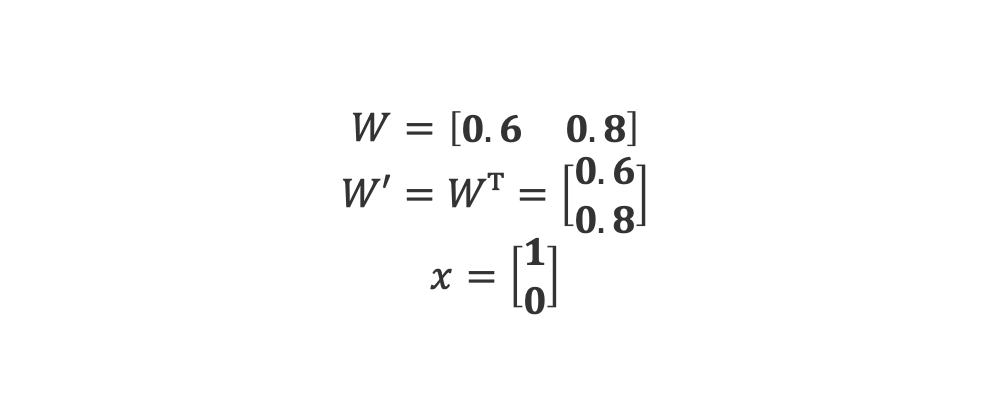 W = [0.6 0.8]
W′ = Wᵀ = [0.6 0.8]
x = [1 0]